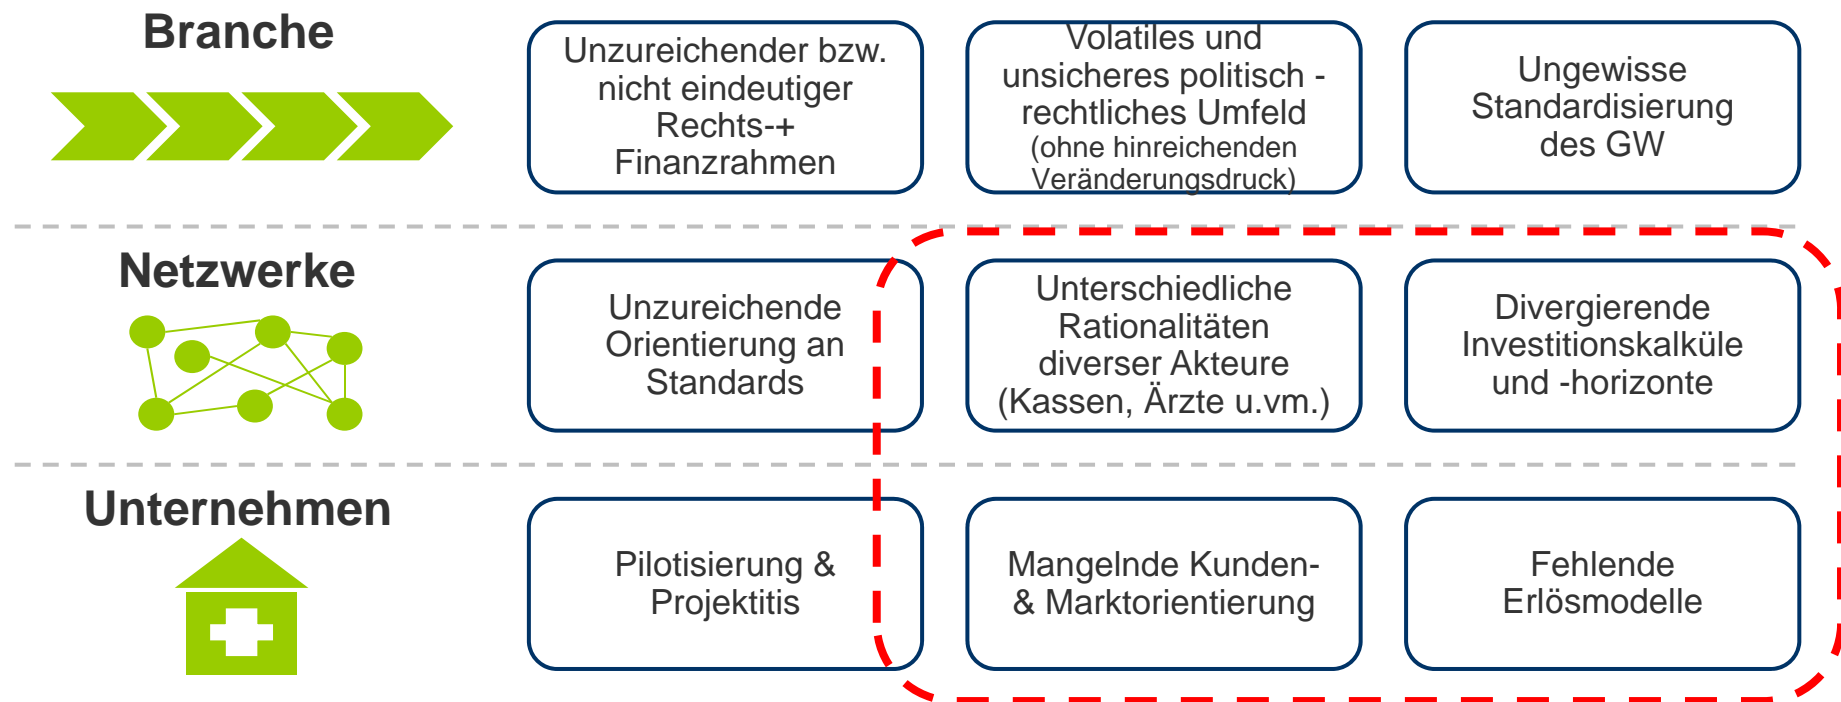 Branche
Unzureichender bzw.
nicht eindeutiger
Rechts-+
Finanzrahmen
Volatiles und
unsicheres politisch -
rechtliches Umfeld
(ohne hinreichenden
Veränderungsdruck)
Ungewisse
Standardisierung
des GW
Netzwerke
Unzureichende
Orientierung an
Standards
Unterschiedliche
Rationalitäten
diverser Akteure
(Kassen, Ärzte u.vm.)
Divergierende
Investitionskalküle
und -horizonte
Unternehmen
Pilotisierung &
Projektitis
Mangelnde Kunden-
& Marktorientierung
Fehlende
Erlösmodelle